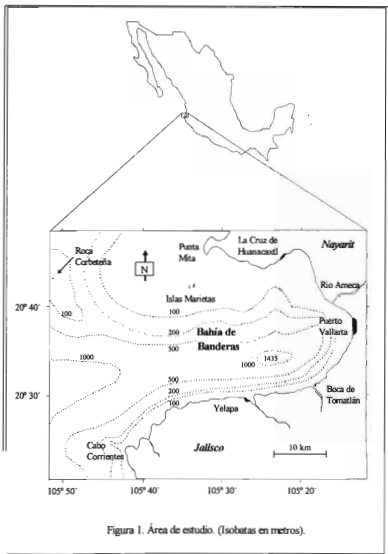 Roca
Corbeteña
Punta
Mita
La Cruz de
Huanacaxtl
Nayarit
N
Islas Marietas
Río Ameca
20° 40'
100
100
200
Bahía de
Banderas
500
Puerto
Vallarta
1000
1435
1000
20° 30'
500
200
100
Yelapa
Boca de
Tomatlán
Cabo
Corrientes
Jalisco
10 km
105° 50'
105° 40'
105° 30'
105° 20'
Figura 1. Área de estudio. (Isobatas en metros).